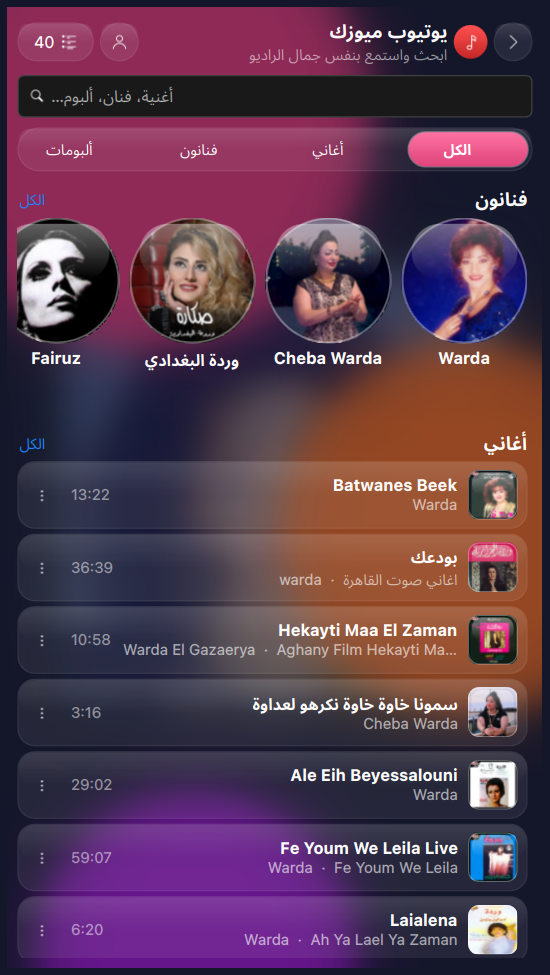 يوتيوب ميوزك
ابحث واستمع بنفس جمال الراديو
40
أغنية، فنان، ألبوم...
الكل
أغاني
فنانون
ألبومات
فنانون
الكل
Warda
Cheba Warda
صكارة
وردة البغدادي
Fairuz
أغاني
الكل
Batwanes Beek
Warda
13:22
بودعك
اغاني صوت القاهرة · warda
36:39
Hekayti Maa El Zaman
Warda El Gazaerya · Aghany Film Hekayti Ma...
10:58
سمونا خاوة خاوة نكرهو لعداوة
Cheba Warda
3:16
Ale Eih Beyessalouni
Warda
29:02
Fe Youm We Leila Live
Warda · Fe Youm We Leila
59:07
Laialena
Warda · Ah Ya Lael Ya Zaman
6:20